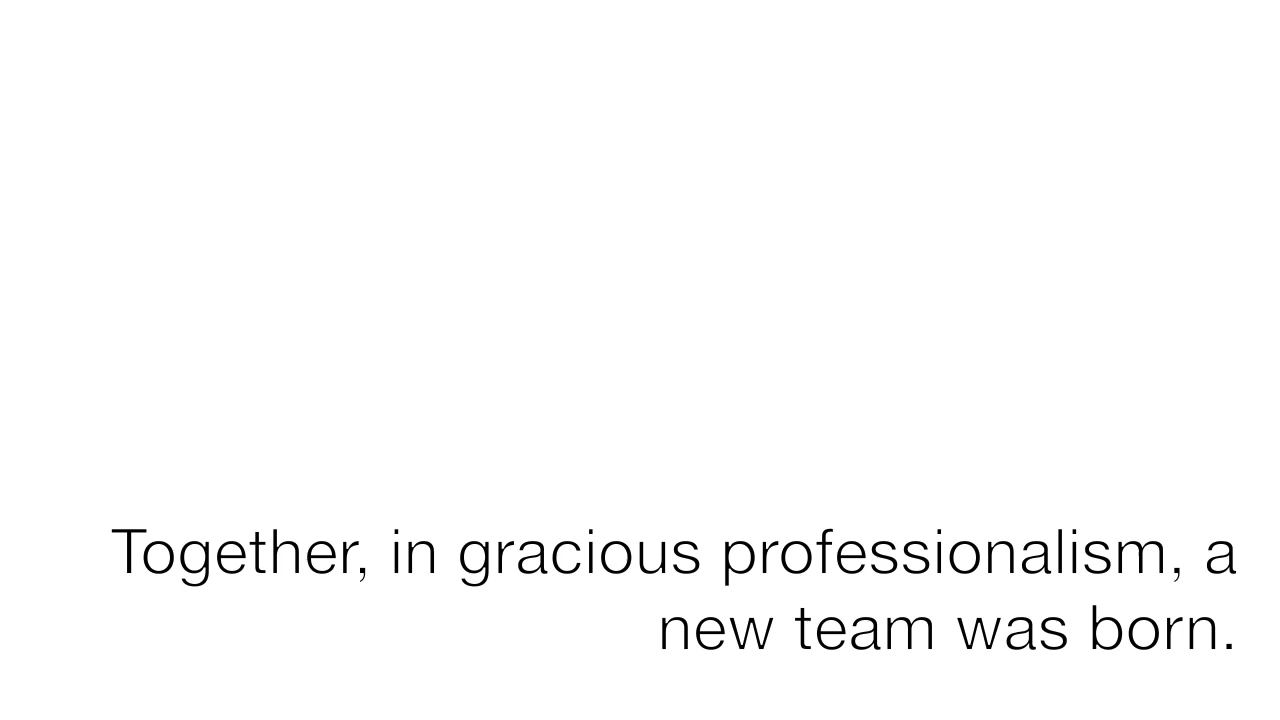 Together, in gracious professionalism, a
new team was born.